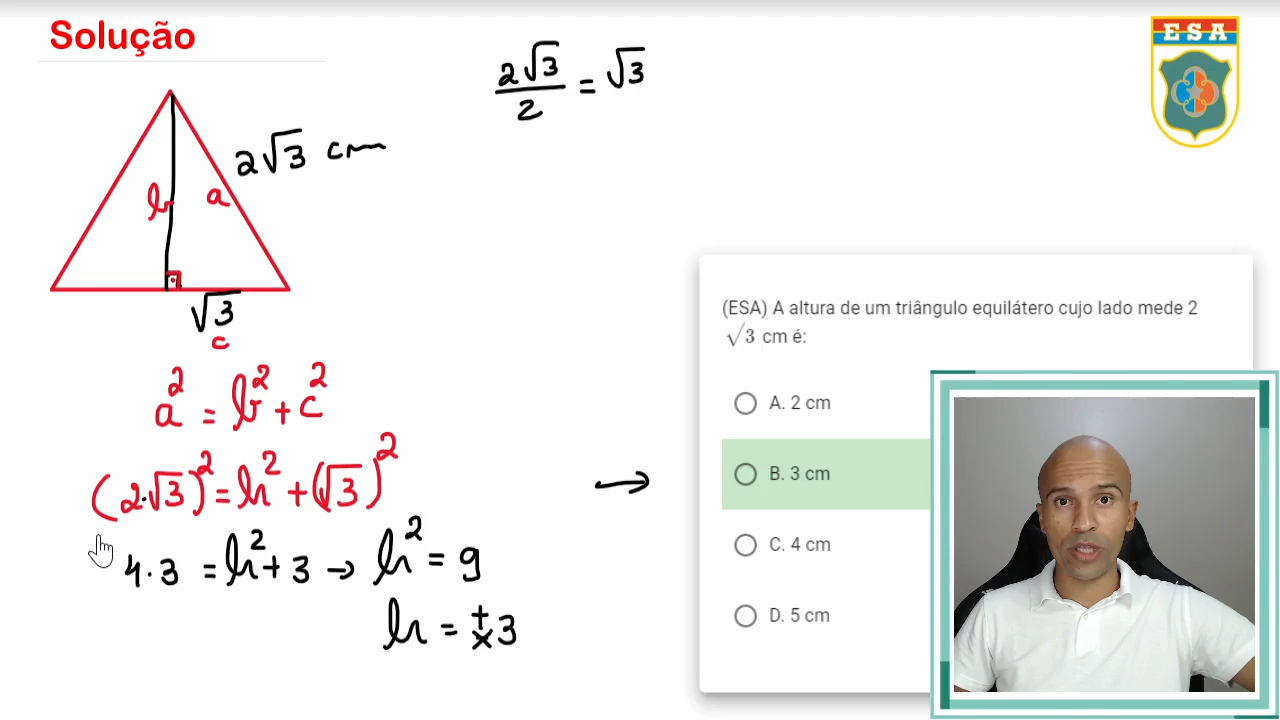 Solução
ESA
2√3/2 = √3
2√3 cm
h a
√3
c
a² = b² + c²
(2·√3)² = h² + (√3)²
4·3 = h² + 3 → h² = 9
h = ± 3
(ESA) A altura de um triângulo equilátero cujo lado mede 2
√3 cm é:
A. 2 cm
B. 3 cm
C. 4 cm
D. 5 cm